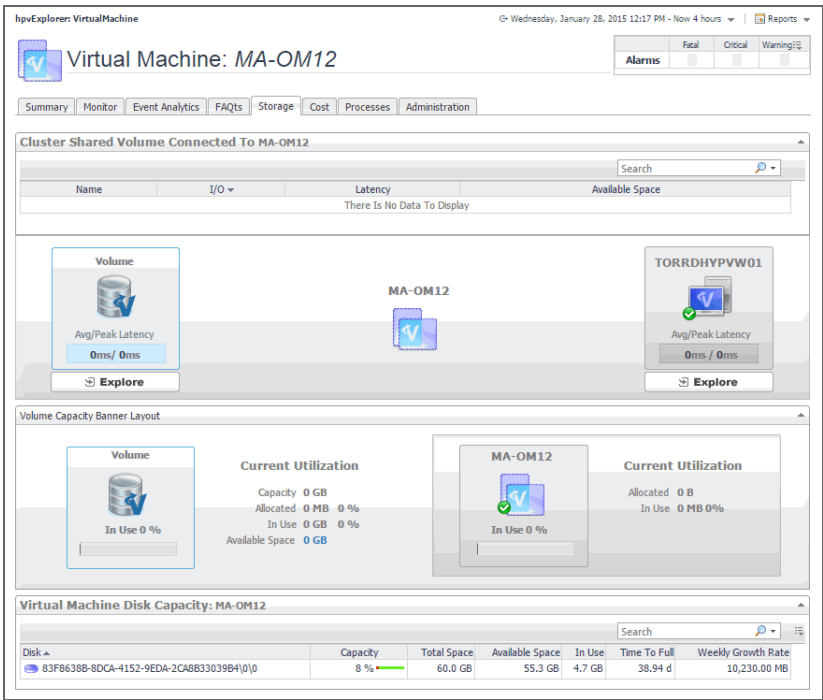 hpvExplorer: VirtualMachine
Wednesday, January 28, 2015 12:17 PM - Now 4 hours
Reports
Virtual Machine: MA-OM12
Fatal Critical Warning
Alarms
Summary Monitor Event Analytics FAQts Storage Cost Processes Administration
Cluster Shared Volume Connected To MA-OM12
Search
Name I/O Latency Available Space
There Is No Data To Display
Volume
Avg/Peak Latency
0ms/ 0ms
Explore
MA-OM12
TORRDHYPVW01
Avg/Peak Latency
0ms / 0ms
Explore
Volume Capacity Banner Layout
Volume
In Use 0 %
Current Utilization
Capacity 0 GB
Allocated 0 MB 0 %
In Use 0 GB 0 %
Available Space 0 GB
MA-OM12
In Use 0 %
Current Utilization
Allocated 0 B
In Use 0 MB 0%
Virtual Machine Disk Capacity: MA-OM12
Search
Disk Capacity Total Space Available Space In Use Time To Full Weekly Growth Rate
83F8638B-8DCA-4152-9EDA-2CA8B33039B4\0\0 8 % 60.0 GB 55.3 GB 4.7 GB 38.94 d 10,230.00 MB